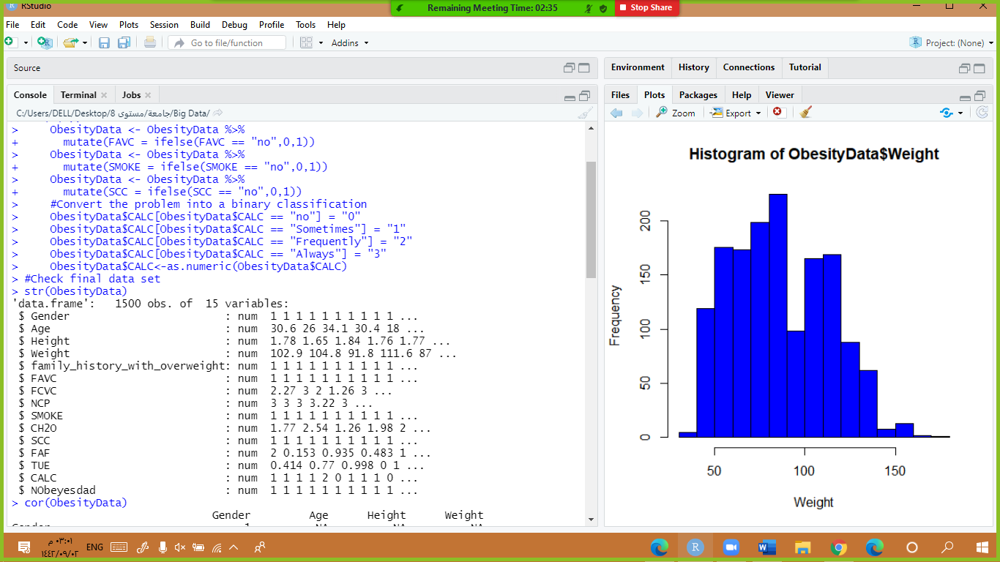 RStudio
Remaining Meeting Time: 02:35
Stop Share
File Edit Code View Plots Session Build Debug Profile Tools Help
Go to file/function
Addins
Project: (None)
Source
Console Terminal Jobs
C:/Users/DELL/Desktop/8 مستوى/جامعة/Big Data/
> ObesityData <- ObesityData %>%
+ mutate(FAVC = ifelse(FAVC == "no",0,1))
> ObesityData <- ObesityData %>%
+ mutate(SMOKE = ifelse(SMOKE == "no",0,1))
> ObesityData <- ObesityData %>%
+ mutate(SCC = ifelse(SCC == "no",0,1))
> #Convert the problem into a binary classification
> ObesityData$CALC[ObesityData$CALC == "no"] = "0"
> ObesityData$CALC[ObesityData$CALC == "Sometimes"] = "1"
> ObesityData$CALC[ObesityData$CALC == "Frequently"] = "2"
> ObesityData$CALC[ObesityData$CALC == "Always"] = "3"
> ObesityData$CALC<-as.numeric(ObesityData$CALC)
> #Check final data set
> str(ObesityData)
'data.frame': 1500 obs. of 15 variables:
$ Gender : num 1 1 1 1 1 1 1 1 1 1 ...
$ Age : num 30.6 26 34.1 30.4 18 ...
$ Height : num 1.78 1.65 1.84 1.76 1.77 ...
$ Weight : num 102.9 104.8 91.8 111.6 87 ...
$ family_history_with_overweight: num 1 1 1 1 1 1 1 1 1 1 ...
$ FAVC : num 1 1 1 1 1 1 1 1 1 1 ...
$ FCVC : num 2.27 3 2 1.26 3 ...
$ NCP : num 3 3 3 3.22 3 ...
$ SMOKE : num 1 1 1 1 1 1 1 1 1 1 ...
$ CH2O : num 1.77 2.54 1.26 1.98 2 ...
$ SCC : num 1 1 1 1 1 1 1 1 1 1 ...
$ FAF : num 2 0.153 0.935 0.483 1 ...
$ TUE : num 0.414 0.77 0.998 0 1 ...
$ CALC : num 1 1 1 1 2 0 1 1 1 0 ...
$ NObeyesdad : num 1 1 1 1 1 1 1 1 1 1 ...
> cor(ObesityData)
Gender Age Height Weight
Environment History Connections Tutorial
Files Plots Packages Help Viewer
Zoom Export
Histogram of ObesityData$Weight
Frequency
0 50 100 150 200
50 100 150
Weight
٠٣:٠١ م
١٤٤٢/٠٩/٠٢
ENG